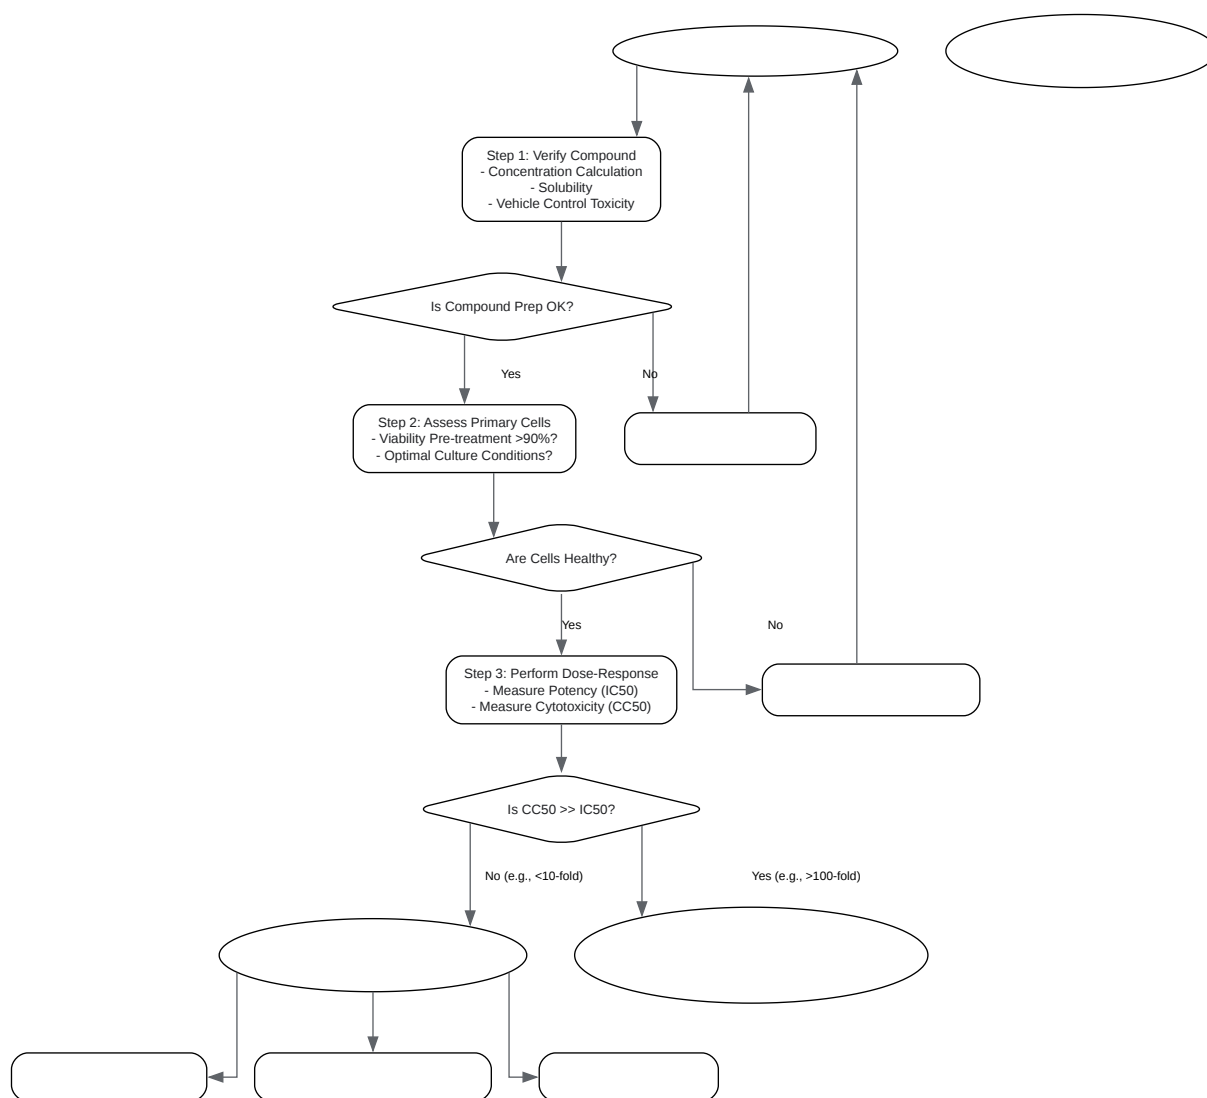 Step 1: Verify Compound
- Concentration Calculation
- Solubility
- Vehicle Control Toxicity
Is Compound Prep OK?
Yes
No
Step 2: Assess Primary Cells
- Viability Pre-treatment >90%?
- Optimal Culture Conditions?
Are Cells Healthy?
Yes
No
Step 3: Perform Dose-Response
- Measure Potency (IC50)
- Measure Cytotoxicity (CC50)
Is CC50 >> IC50?
No (e.g., <10-fold)
Yes (e.g., >100-fold)